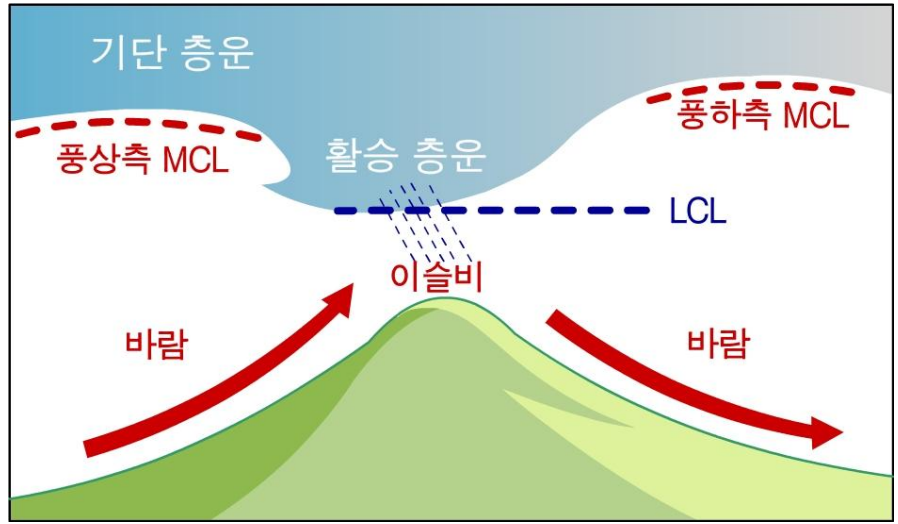 기단 층운
풍상측 MCL
풍하측 MCL
활승 층운
LCL
이슬비
바람
바람